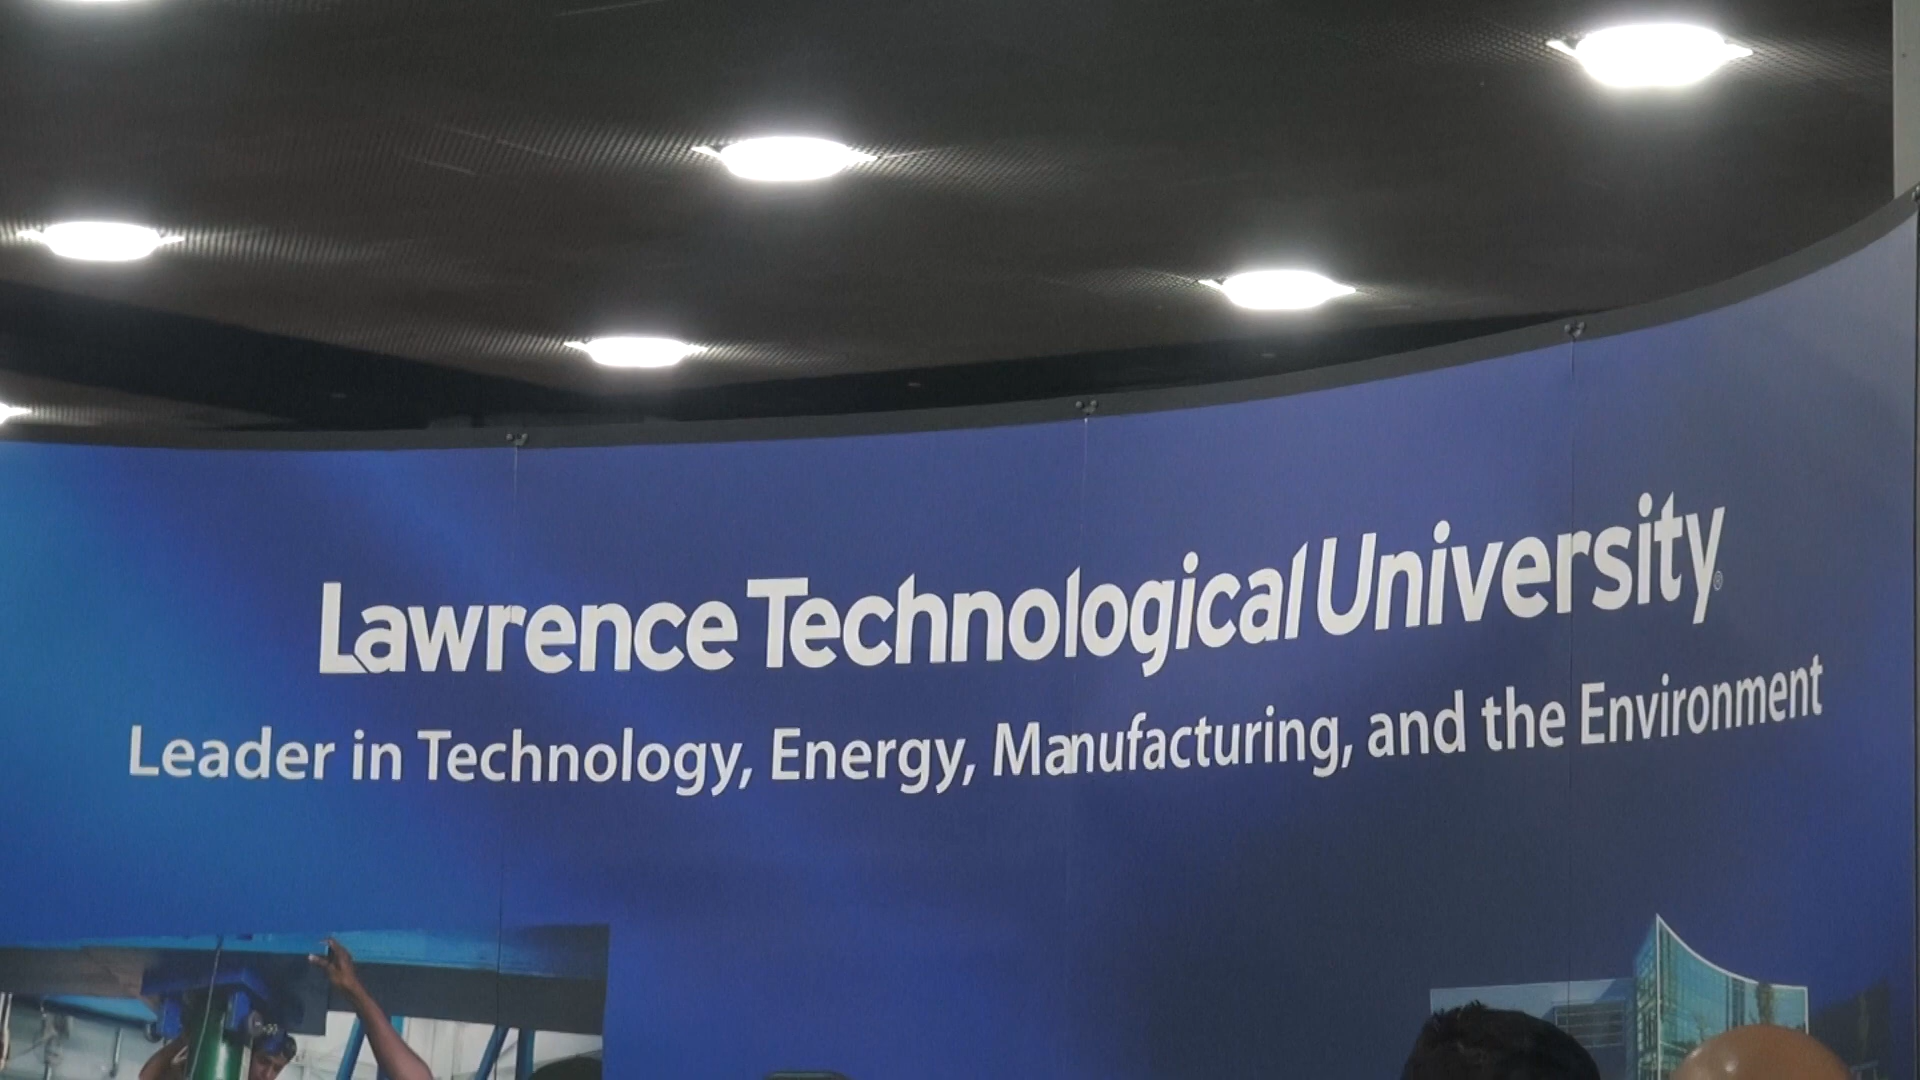 Lawrence Technological University®
Leader in Technology, Energy, Manufacturing, and the Environment